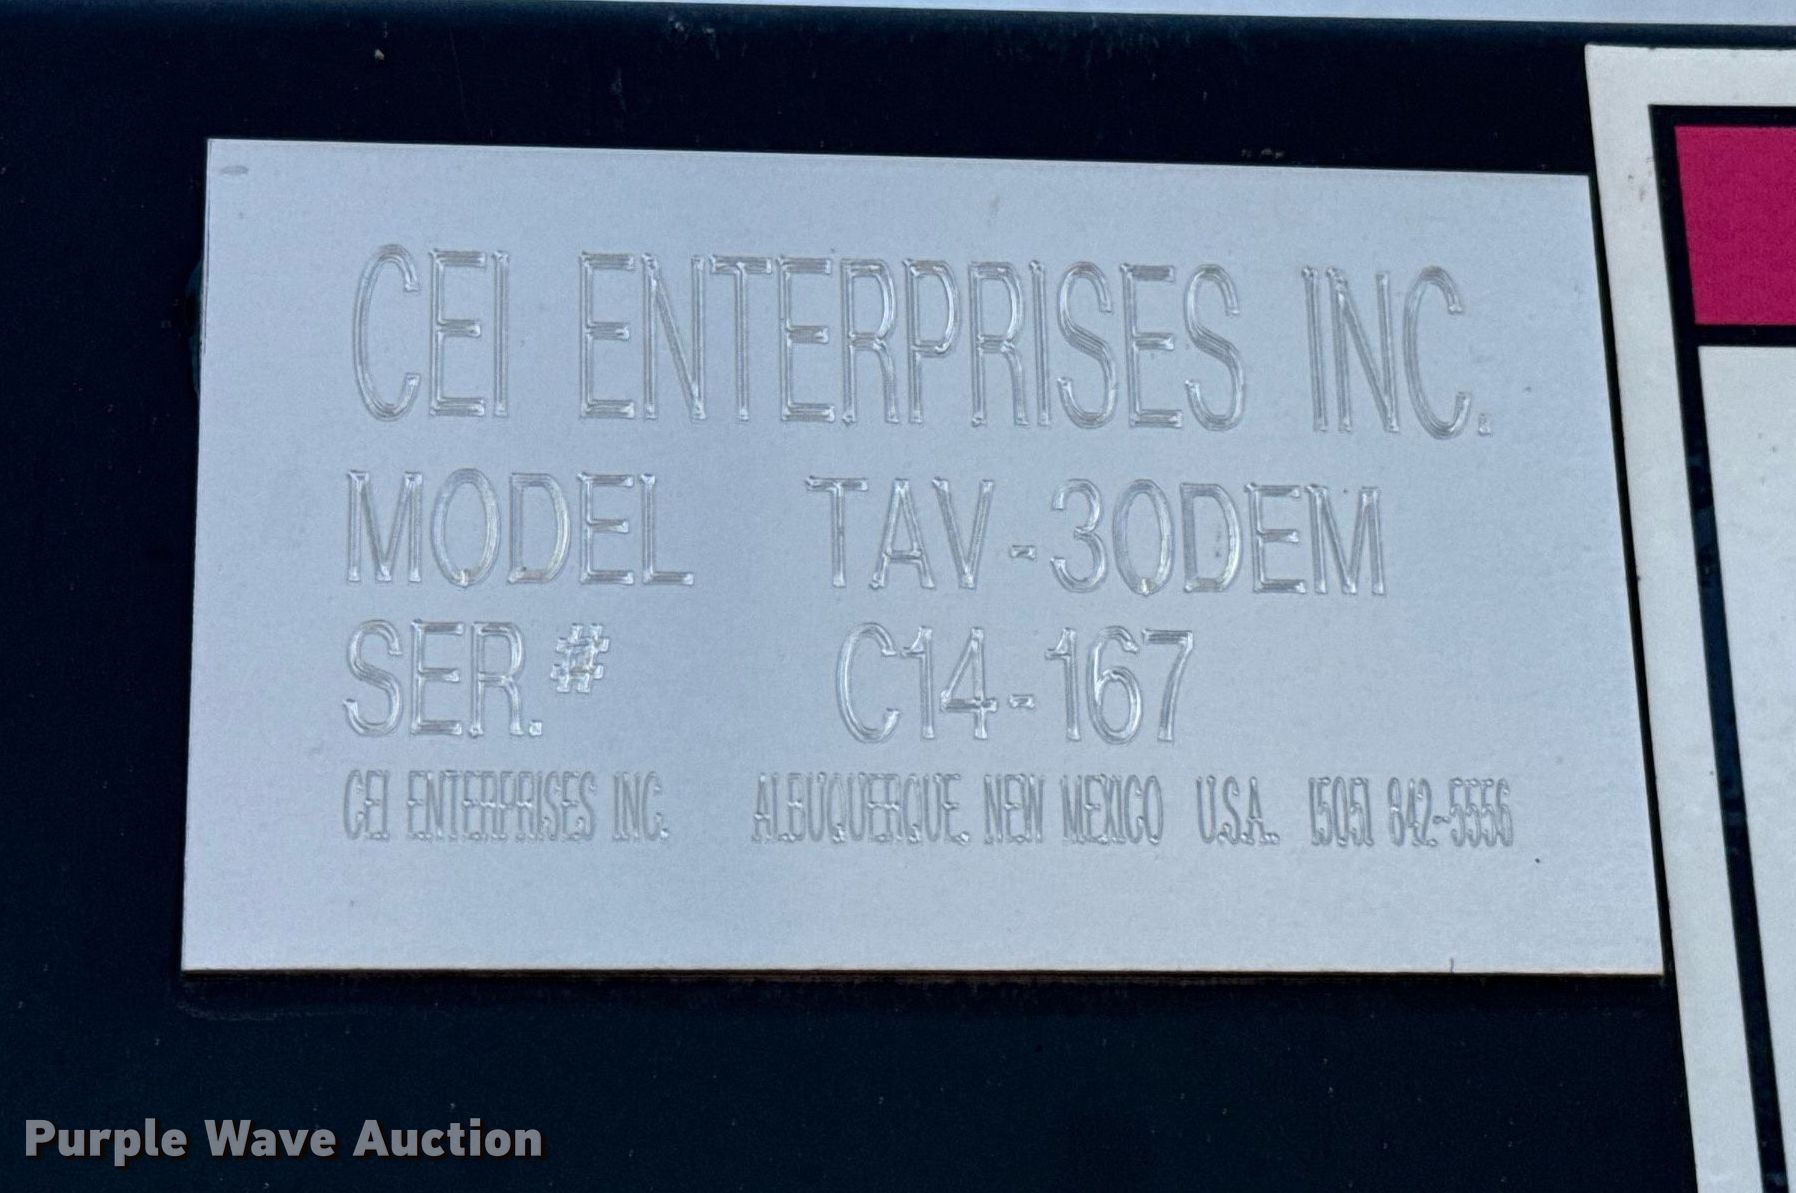 CEI ENTERPRISES INC.
MODEL TAV-30DEM
SER.# C14-167
CEI ENTERPRISES INC. ALBUQUERQUE, NEW MEXICO U.S.A. (505) 842-5556
Purple Wave Auction